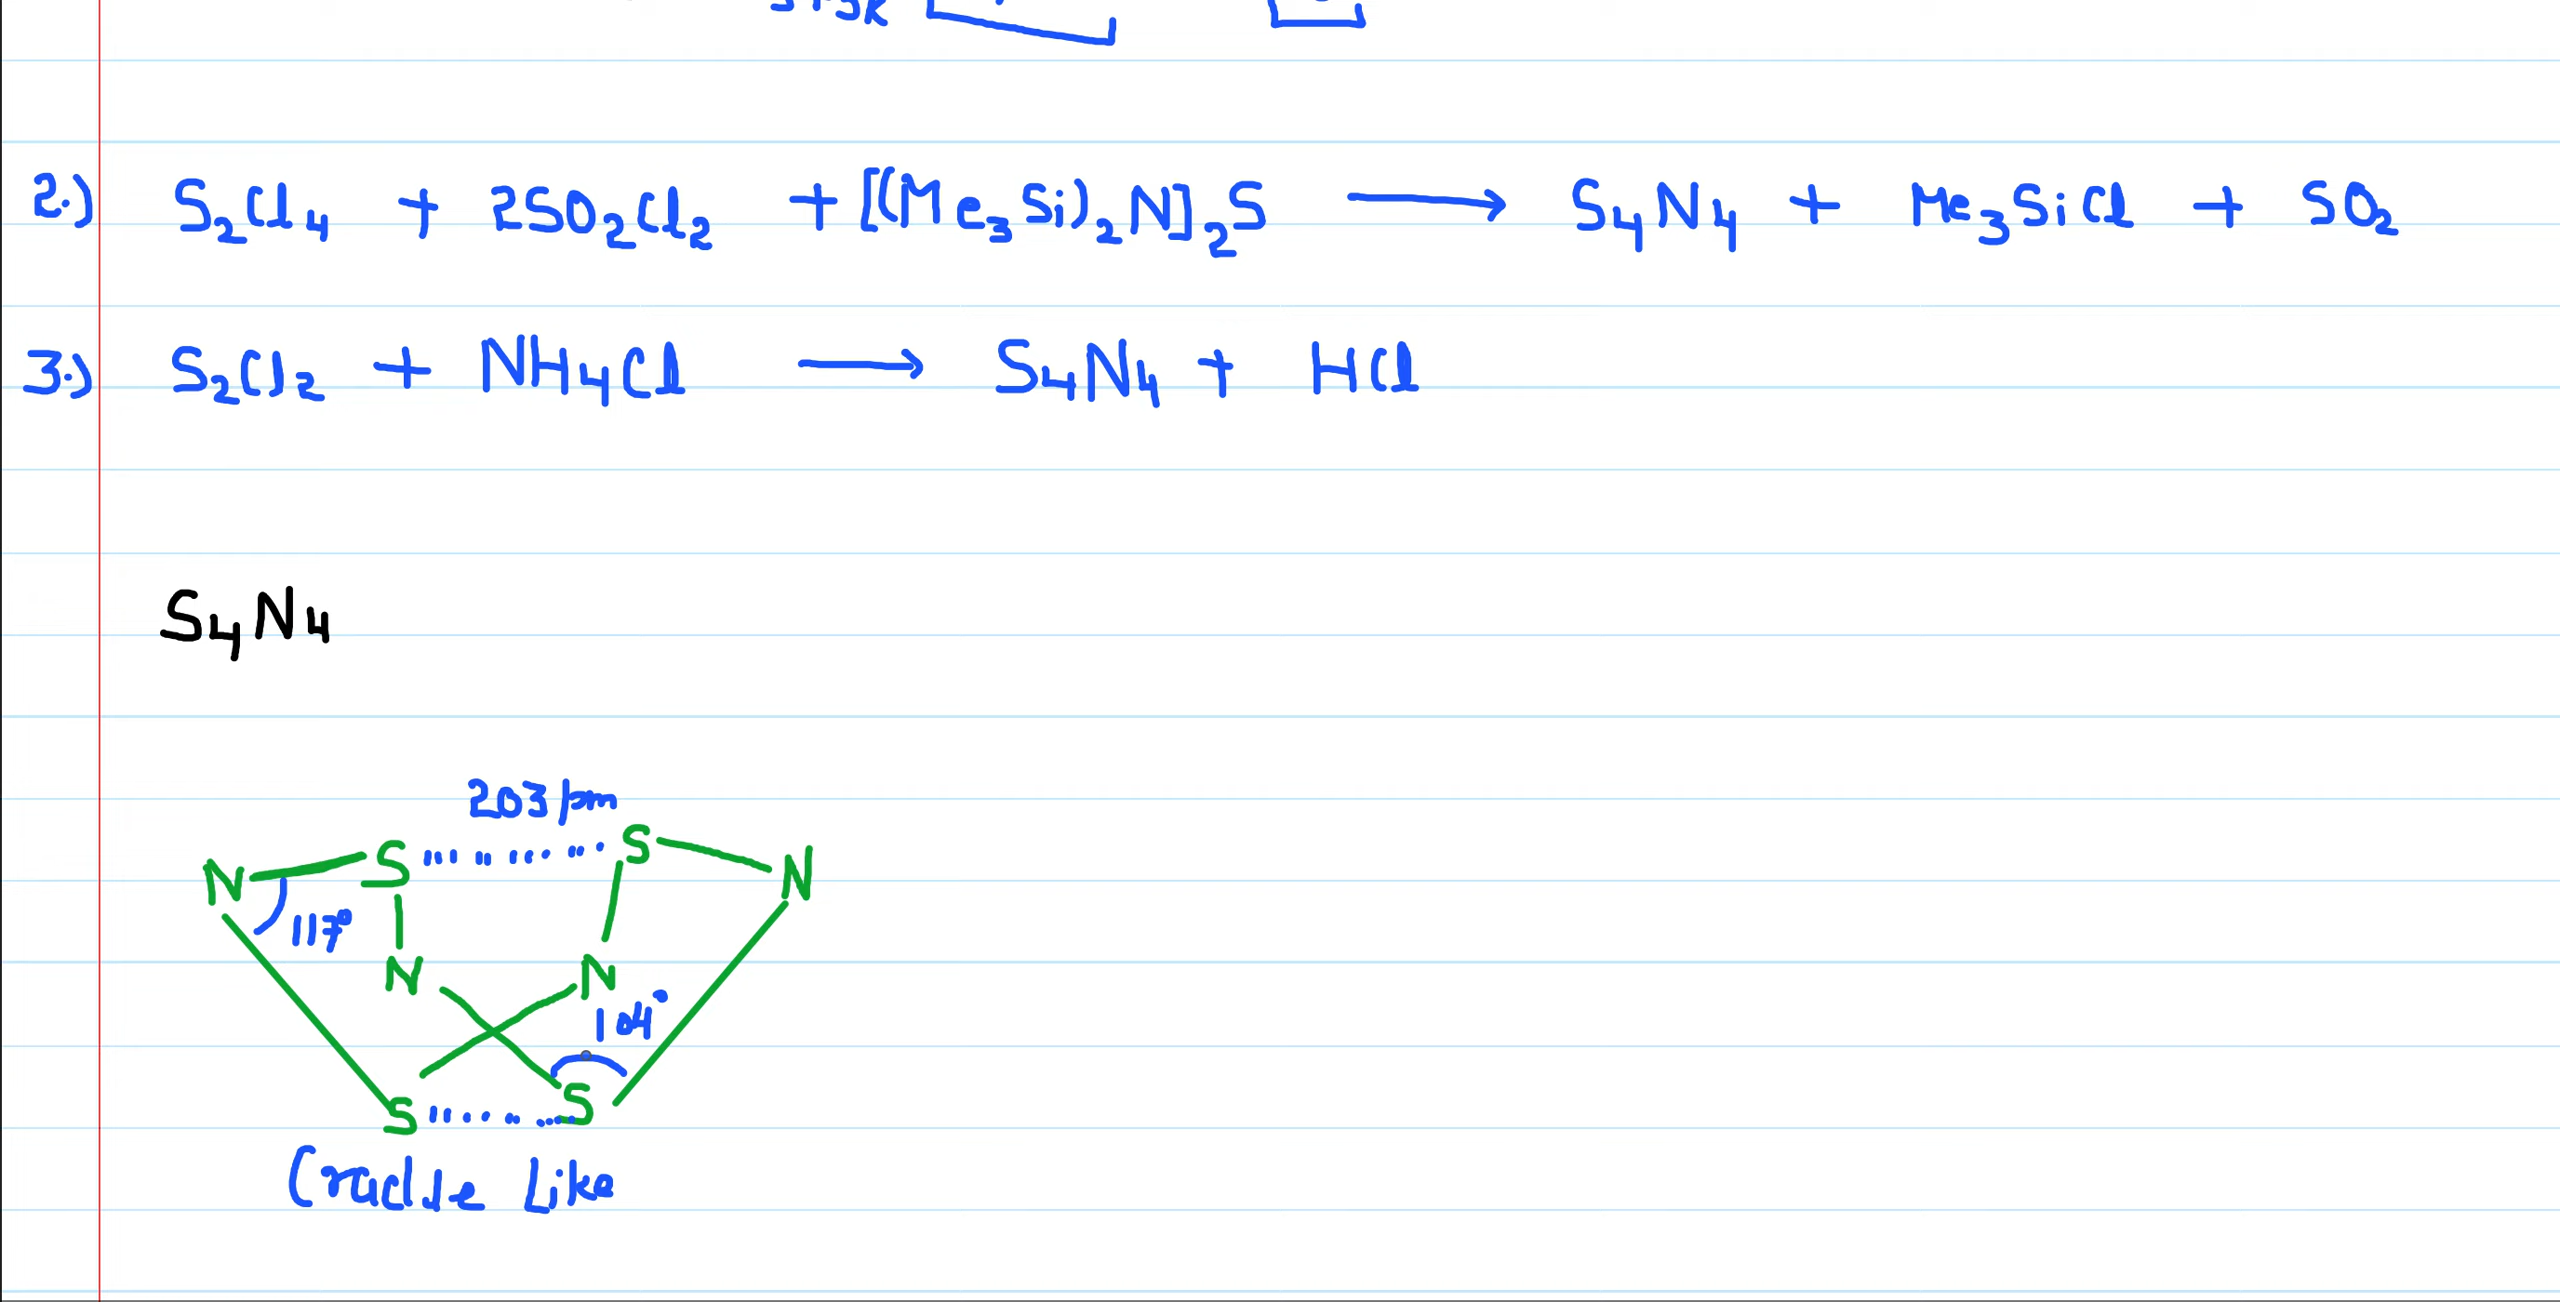 2.) S₂Cl₄ + 2SO₂Cl₂ + [(Me₃Si)₂N]₂S ⟶ S₄N₄ + Me₃SiCl + SO₂
3.) S₂Cl₂ + NH₄Cl ⟶ S₄N₄ + HCl
S₄N₄
203 pm
N S S N
117°
N N
104°
S S
Cradle Like